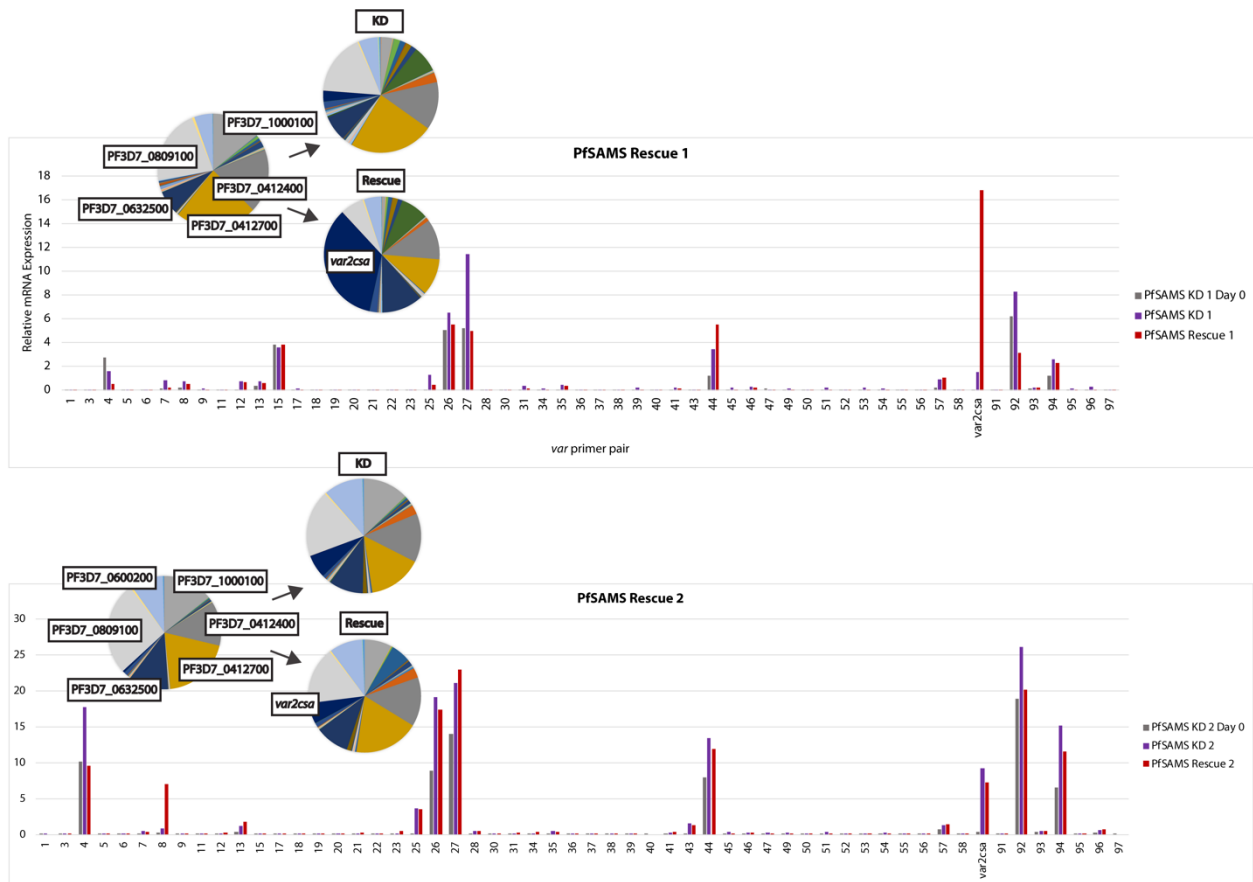 KD
PF3D7_1000100
PF3D7_0809100
PF3D7_0412400
PF3D7_0632500
PF3D7_0412700
Rescue
var2csa
PfSAMS Rescue 1
Relative mRNA Expression
18
16
14
12
10
8
6
4
2
0
1 3 4 5 6 7 8 9 11 12 13 15 17 18 19 20 21 22 23 25 26 27 28 30 31 34 35 36 37 38 39 40 41 44 45 46 47 49 50 51 52 53 54 55 56 57 58 var2csa 91 92 93 94 95 96 97
var primer pair
PfSAMS KD 1 Day 0
PfSAMS KD 1
PfSAMS Rescue 1
KD
PF3D7_0600200
PF3D7_1000100
PF3D7_0809100
PF3D7_0412400
PF3D7_0412700
PF3D7_0632500
Rescue
var2csa
PfSAMS Rescue 2
30
25
20
15
10
5
0
1 3 4 5 6 7 8 9 11 12 13 15 17 18 19 20 21 22 23 25 26 27 28 30 31 34 35 36 37 38 39 40 41 43 44 45 46 47 49 50 51 52 54 55 56 57 58 var2csa 91 92 93 94 95 96 97
PfSAMS KD 2 Day 0
PfSAMS KD 2
PfSAMS Rescue 2